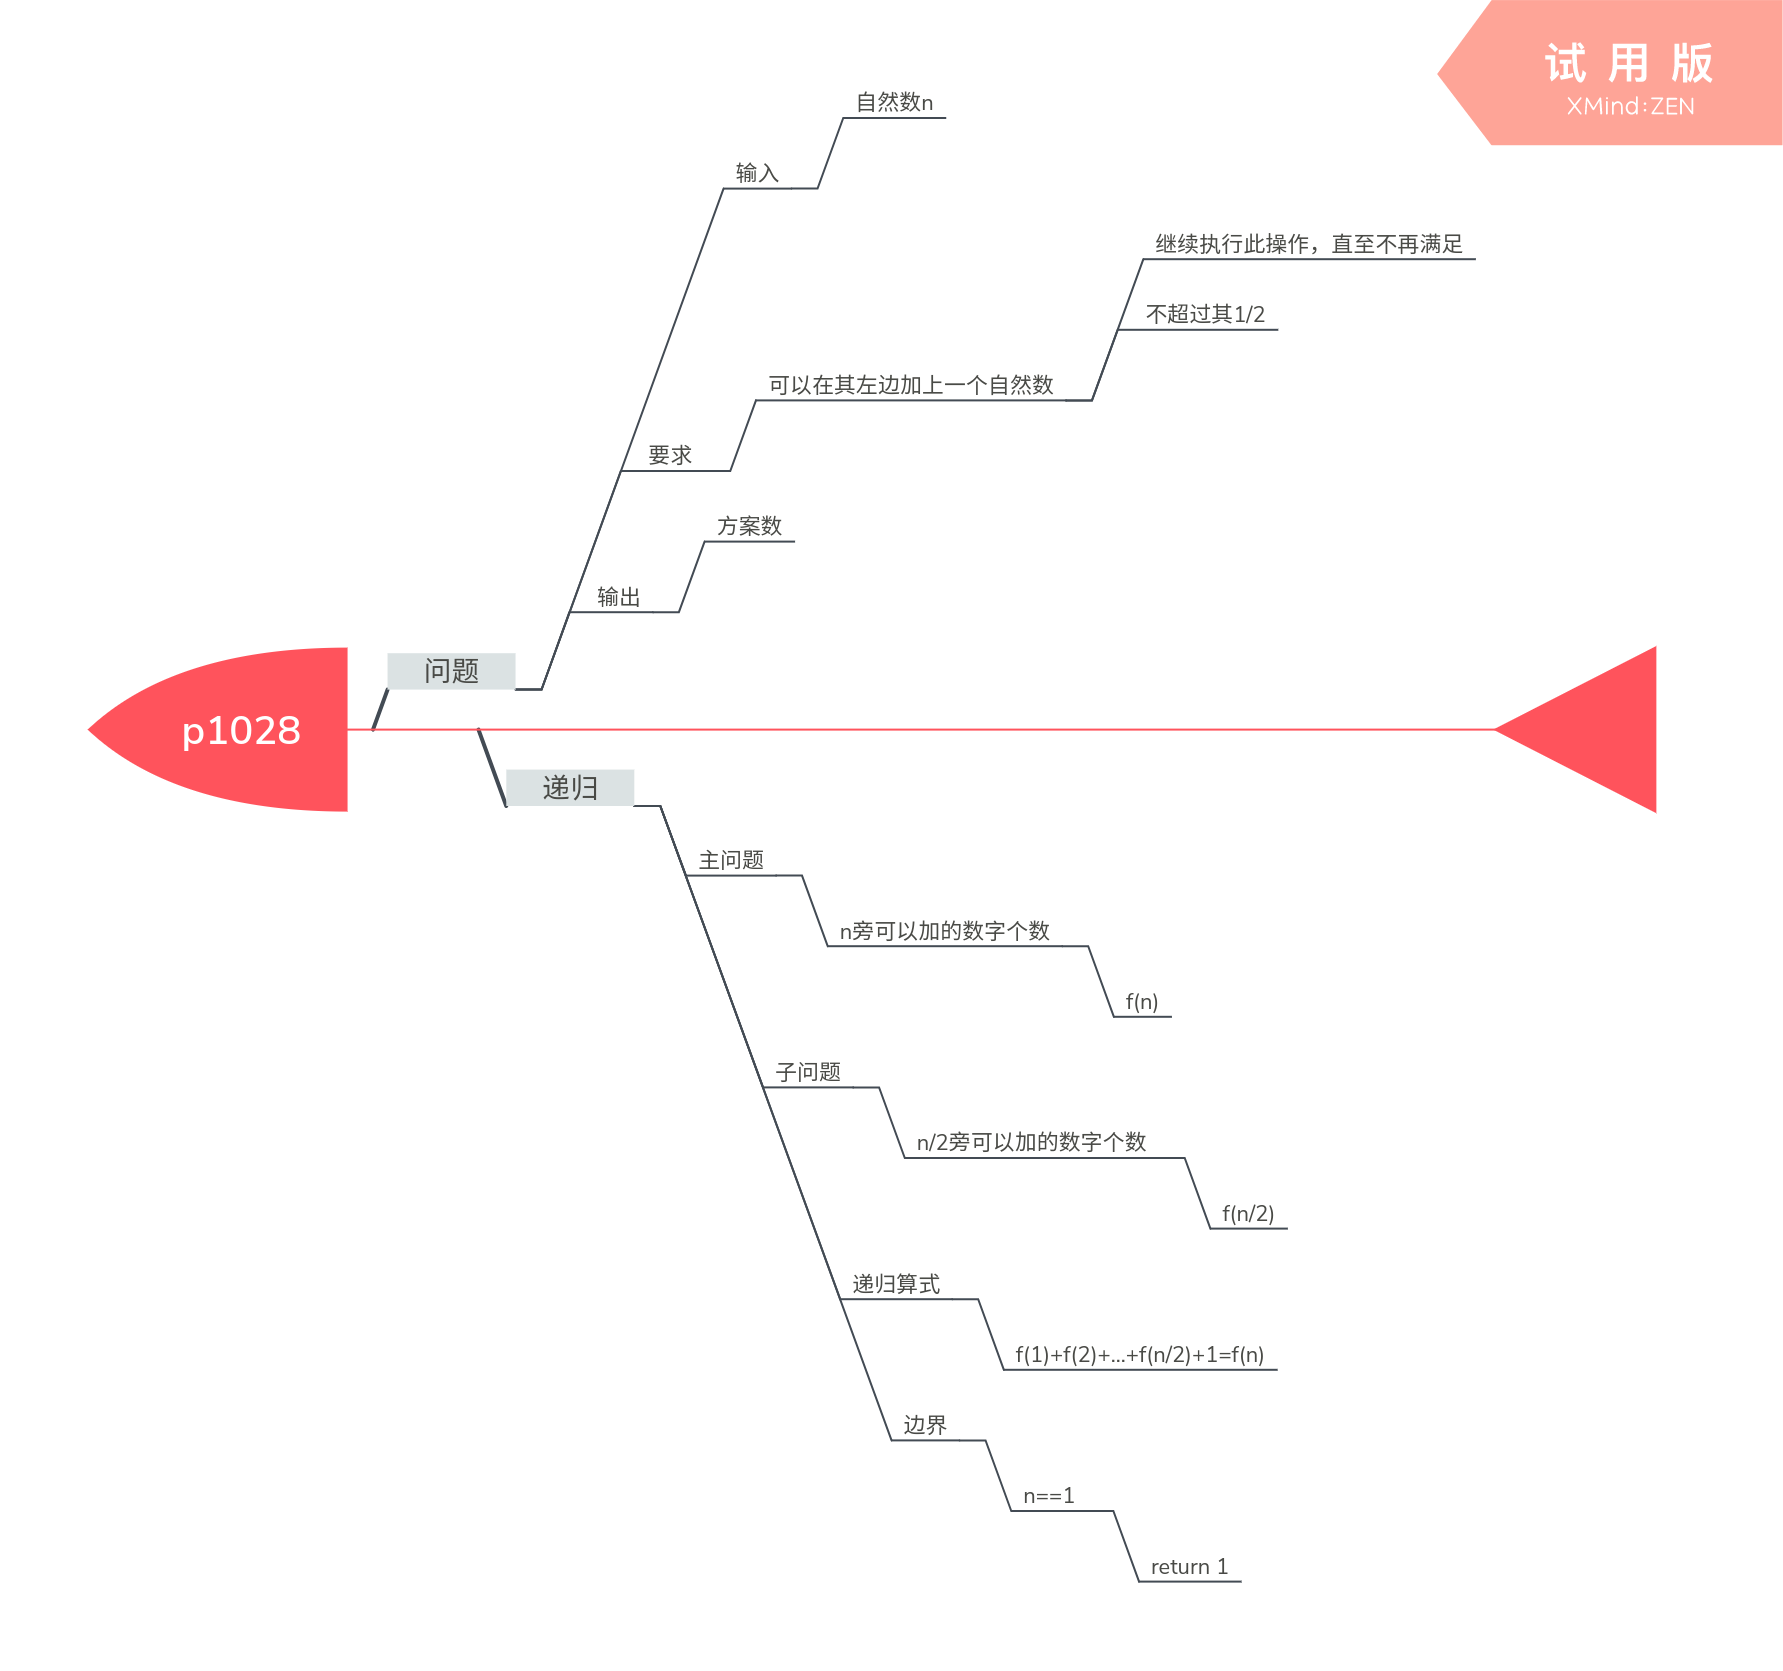 试用版
XMind:ZEN
自然数n
输入
继续执行此操作，直至不再满足
不超过其1/2
可以在其左边加上一个自然数
要求
方案数
输出
问题
p1028
递归
主问题
n旁可以加的数字个数
f(n)
子问题
n/2旁可以加的数字个数
f(n/2)
递归算式
f(1)+f(2)+...+f(n/2)+1=f(n)
边界
n==1
return 1